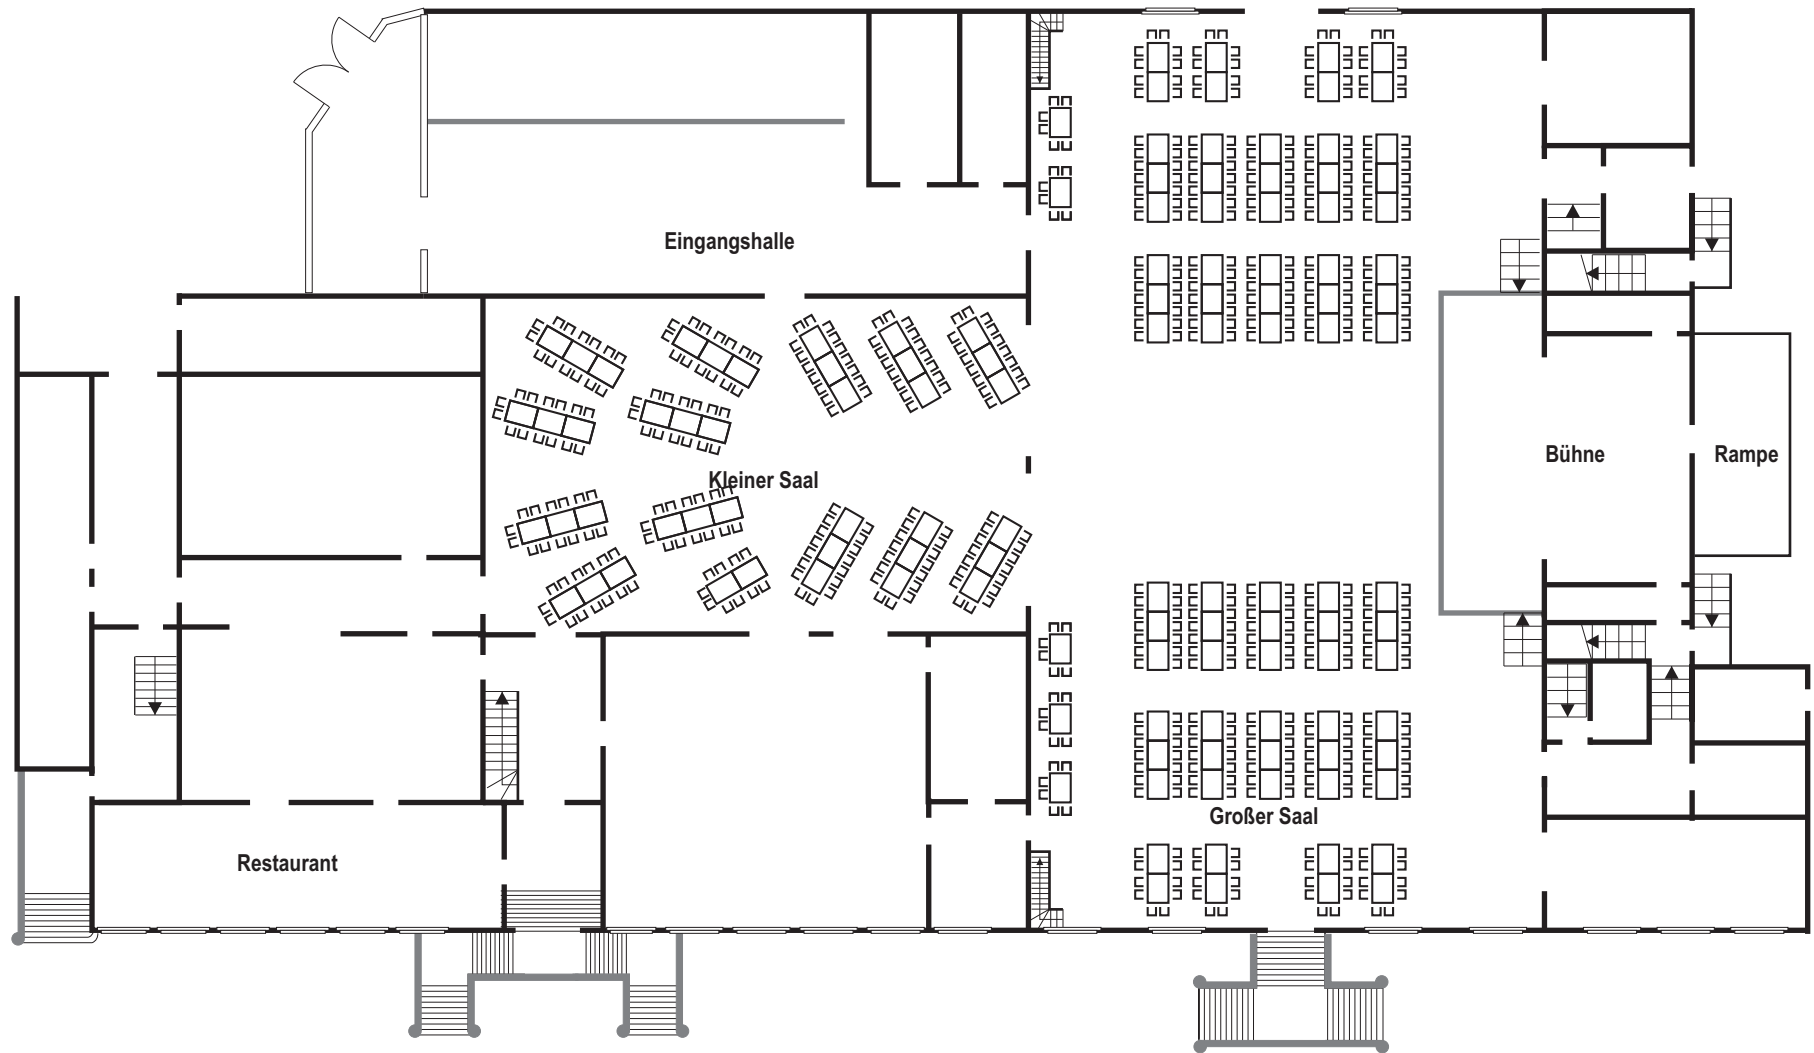 Eingangshalle
Kleiner Saal
Bühne
Rampe
Großer Saal
Restaurant